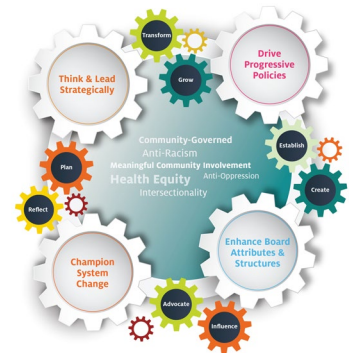 Transform
Drive
Progressive
Policies
Think & Lead
Strategically
Grow
Community-Governed
Anti-Racism
Meaningful Community Involvement
Health Equity
Anti-Oppression
Intersectionality
Establish
Plan
Create
Reflect
Enhance Board
Attributes &
Structures
Champion
System
Change
Advocate
Influence